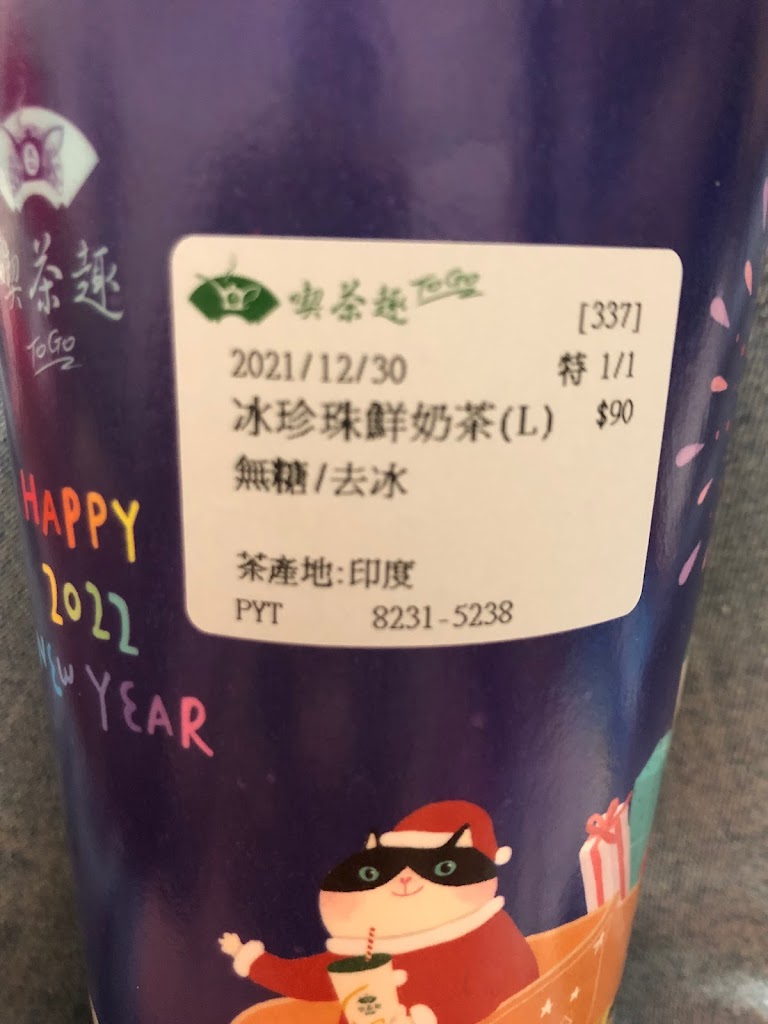 喫茶趣
ToGo
HAPPY
2022
NEW YEAR
喫茶趣 ToGo
[337]
2021/12/30 特 1/1
冰珍珠鮮奶茶(L) $90
無糖/去冰
茶產地:印度
PYT 8231-5238